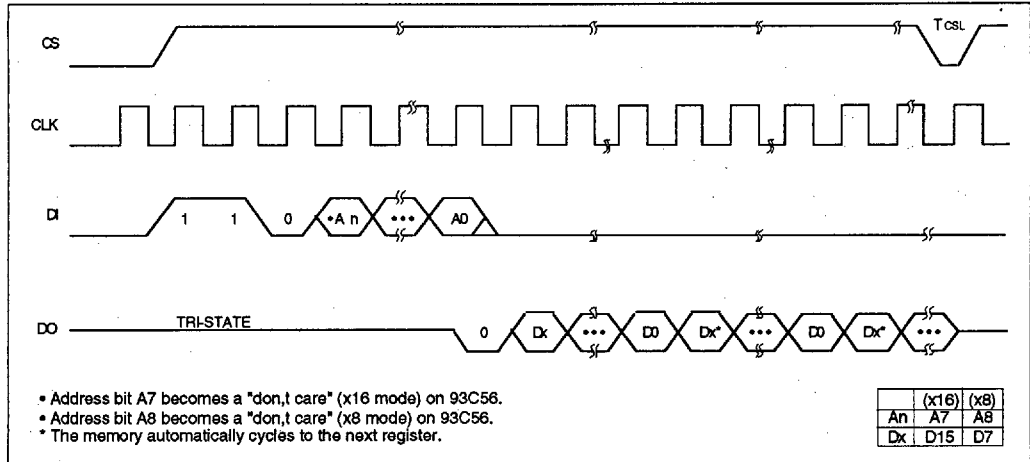 CS
TCSL
CLK
DI
1 1 0 •An ••• A0
DO
TRI-STATE
0 Dx ••• D0 Dx* ••• D0 Dx* •••
• Address bit A7 becomes a "don,t care" (x16 mode) on 93C56.
• Address bit A8 becomes a "don,t care" (x8 mode) on 93C56.
* The memory automatically cycles to the next register.
(x16) (x8)
An A7 A8
Dx D15 D7